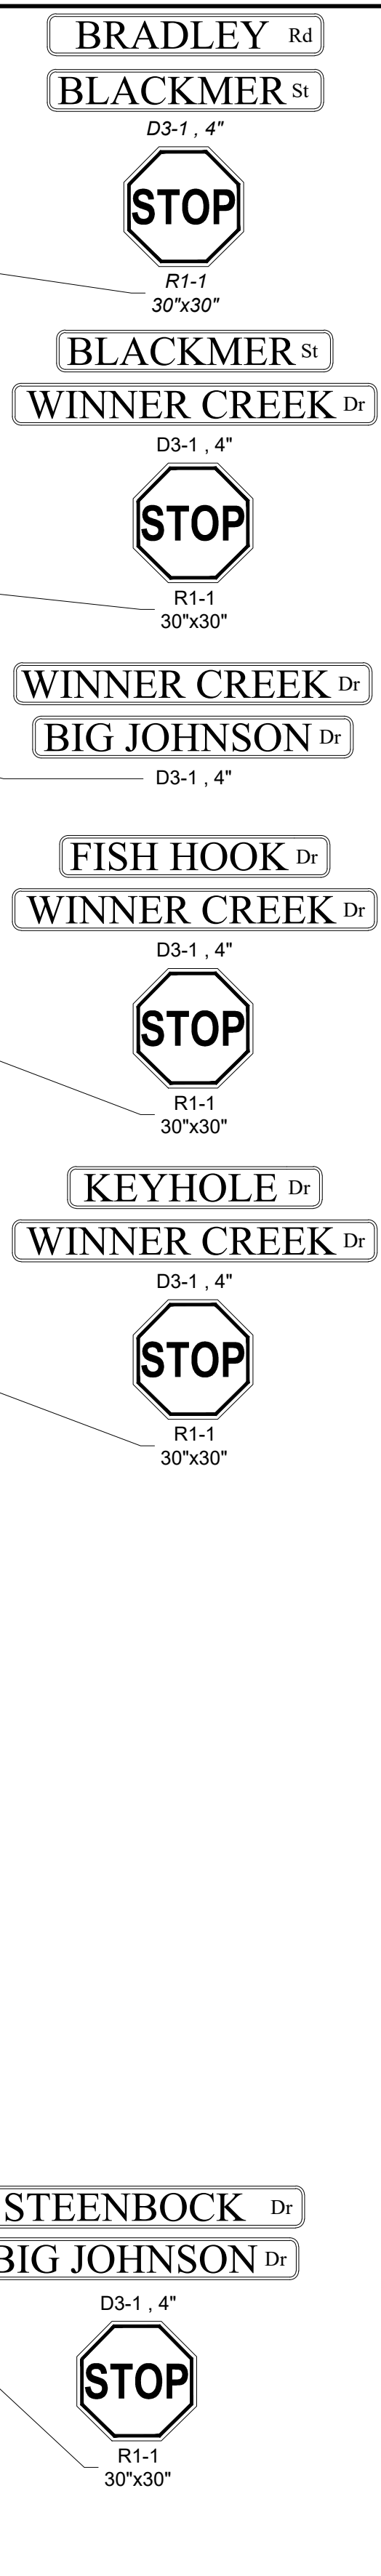 BRADLEY Rd
BLACKMER St
D3-1 , 4"
STOP
R1-1
30"x30"
BLACKMER St
WINNER CREEK Dr
D3-1 , 4"
STOP
R1-1
30"x30"
WINNER CREEK Dr
BIG JOHNSON Dr
D3-1 , 4"
FISH HOOK Dr
WINNER CREEK Dr
D3-1 , 4"
STOP
R1-1
30"x30"
KEYHOLE Dr
WINNER CREEK Dr
D3-1 , 4"
STOP
R1-1
30"x30"
STEENBOCK Dr
BIG JOHNSON Dr
D3-1 , 4"
STOP
R1-1
30"x30"